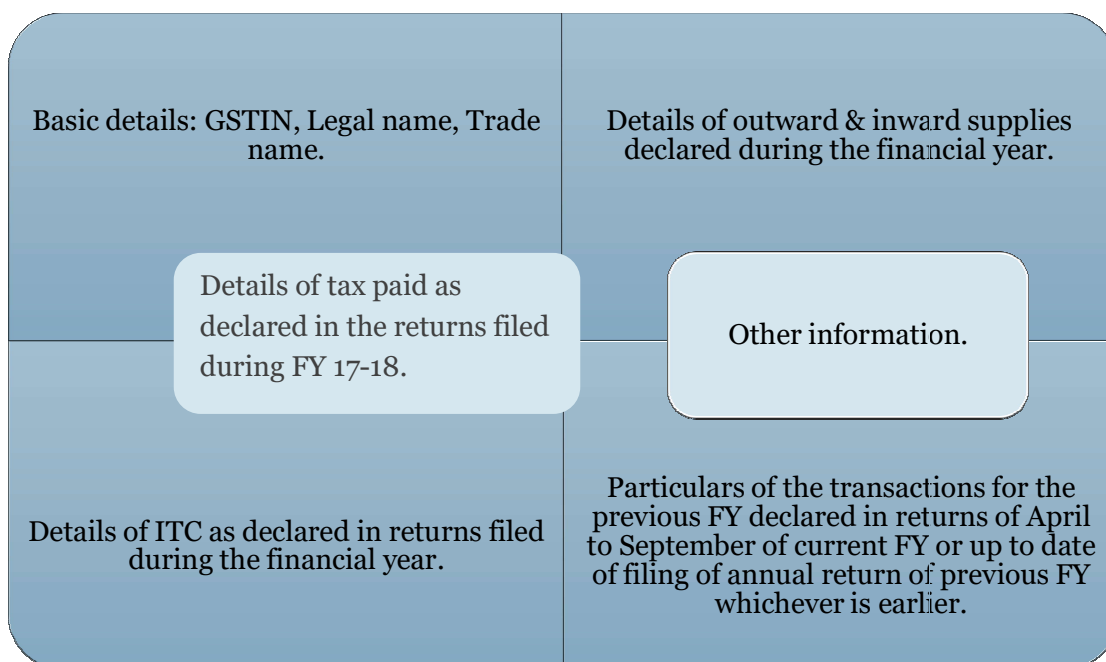 Basic details: GSTIN, Legal name, Trade
name.
Details of outward & inward supplies
declared during the financial year.
Details of tax paid as
declared in the returns filed
during FY 17-18.
Other information.
Details of ITC as declared in returns filed
during the financial year.
Particulars of the transactions for the
previous FY declared in returns of April
to September of current FY or up to date
of filing of annual return of previous FY
whichever is earlier.